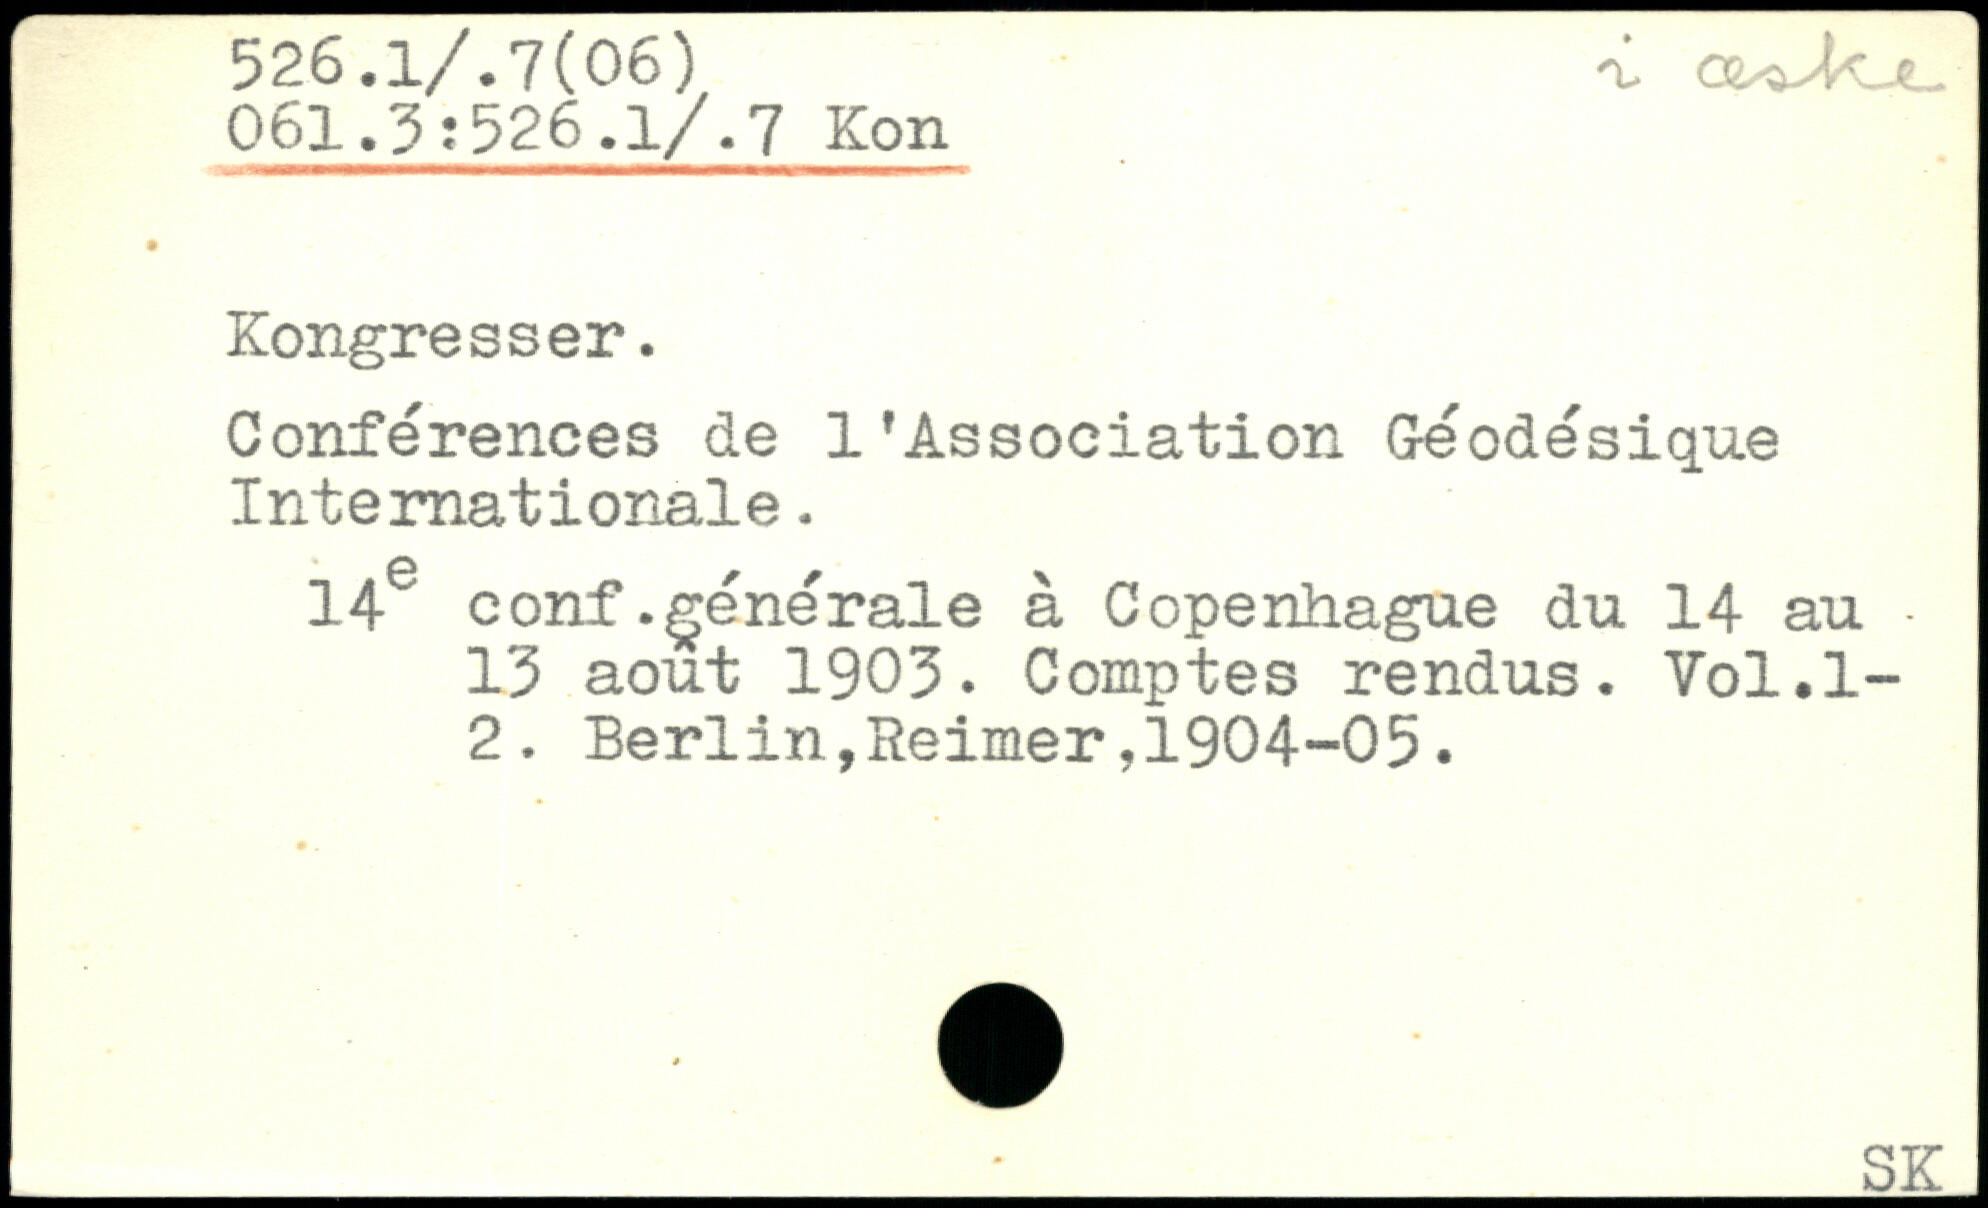 526.1/.7(06)
i æske
061.3:526.1/.7 Kon
Kongresser.
Conférences de l'Association Géodésique
Internationale.
14e conf.générale à Copenhague du 14 au
13 août 1903. Comptes rendus. Vol.1-
2. Berlin,Reimer,1904-05.
SK